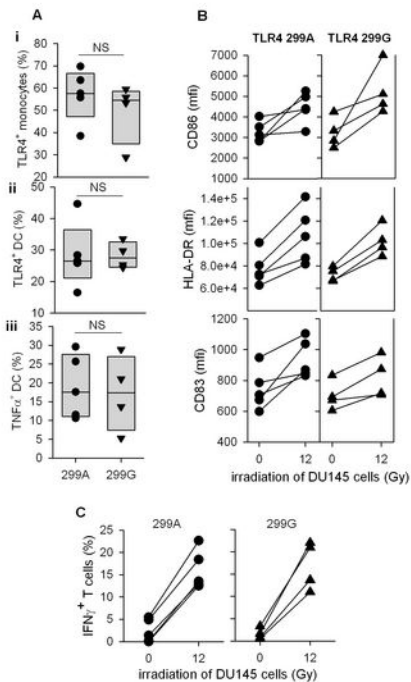 A
i
NS
TLR4+ monocytes (%)
80
70
60
50
40
30
20
ii
NS
TLR4+ DC (%)
50
40
30
20
10
iii
NS
TNFα+ DC (%)
35
30
25
20
15
10
5
0
299A 299G
B
TLR4 299A TLR4 299G
CD86 (mfi)
7000
6000
5000
4000
3000
2000
1000
HLA-DR (mfi)
1.4e+5
1.2e+5
1.0e+5
8.0e+4
6.0e+4
CD83 (mfi)
1200
1000
800
600
400
0 12 0 12
irradiation of DU145 cells (Gy)
C
299A 299G
IFNγ+ T cells (%)
25
20
15
10
5
0
0 12 0 12
irradiation of DU145 cells (Gy)